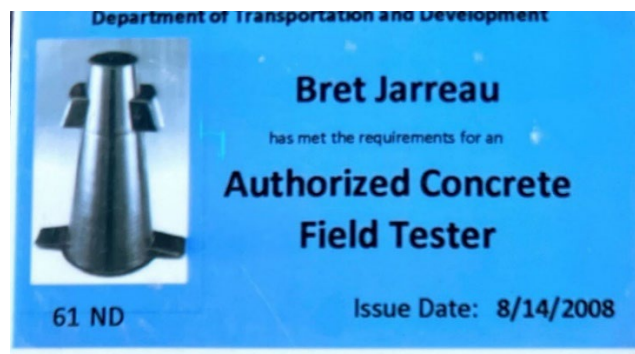 Department of Transportation and Development
Bret Jarreau
has met the requirements for an
Authorized Concrete
Field Tester
61 ND
Issue Date: 8/14/2008